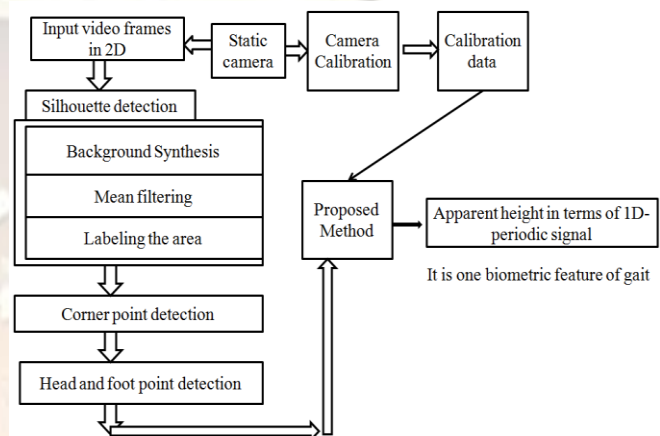 Input video frames
in 2D
Static
camera
Camera
Calibration
Calibration
data
Silhouette detection
Background Synthesis
Mean filtering
Labeling the area
Proposed
Method
Apparent height in terms of 1D-
periodic signal
It is one biometric feature of gait
Corner point detection
Head and foot point detection